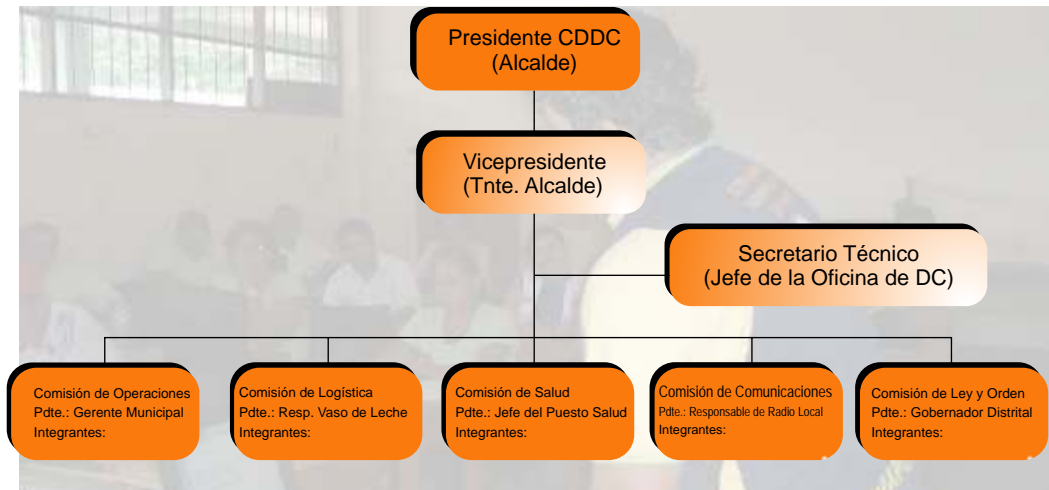 Presidente CDDC
(Alcalde)
Vicepresidente
(Tnte. Alcalde)
Secretario Técnico
(Jefe de la Oficina de DC)
Comisión de Operaciones
Pdte.: Gerente Municipal
Integrantes:
Comisión de Logística
Pdte.: Resp. Vaso de Leche
Integrantes:
Comisión de Salud
Pdte.: Jefe del Puesto Salud
Integrantes:
Comisión de Comunicaciones
Pdte.: Responsable de Radio Local
Integrantes:
Comisión de Ley y Orden
Pdte.: Gobernador Distrital
Integrantes: